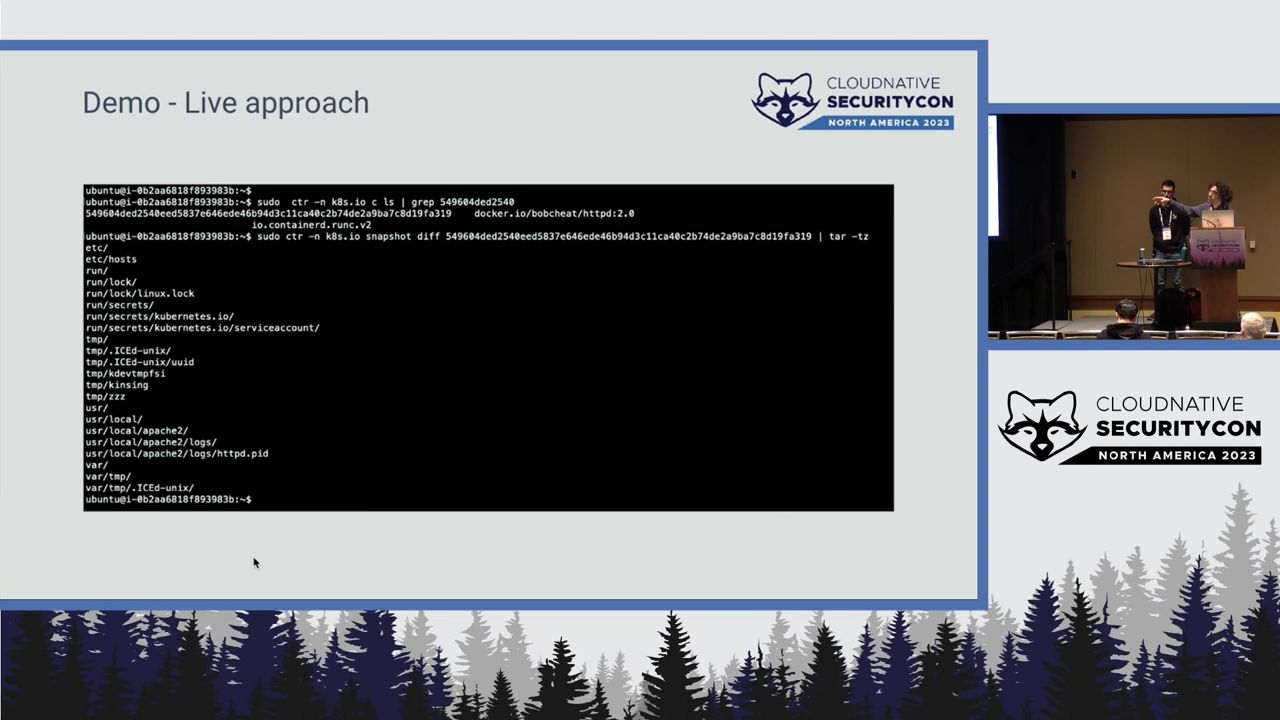 Demo - Live approach
CLOUDNATIVE
SECURITYCON
NORTH AMERICA 2023
ubuntu@i-0b2aa6818f893983b:~$
ubuntu@i-0b2aa6818f893983b:~$ sudo  ctr -n k8s.io c ls | grep 549604ded2540
549604ded2540eed5837e646ede46b94d3c11ca40c2b74de2a9ba7c8d19fa319    docker.io/bobcheat/httpd:2.0
io.containerd.runc.v2
ubuntu@i-0b2aa6818f893983b:~$ sudo ctr -n k8s.io snapshot diff 549604ded2540eed5837e646ede46b94d3c11ca40c2b74de2a9ba7c8d19fa319 | tar -tz
etc/
etc/hosts
run/
run/lock/
run/lock/linux.lock
run/secrets/
run/secrets/kubernetes.io/
run/secrets/kubernetes.io/serviceaccount/
tmp/
tmp/.ICEd-unix/
tmp/.ICEd-unix/uuid
tmp/kdevtmpfsi
tmp/kinsing
tmp/zzz
usr/
usr/local/
usr/local/apache2/
usr/local/apache2/logs/
usr/local/apache2/logs/httpd.pid
var/
var/tmp/
var/tmp/.ICEd-unix/
ubuntu@i-0b2aa6818f893983b:~$
CLOUDNATIVE
SECURITYCON
NORTH AMERICA 2023